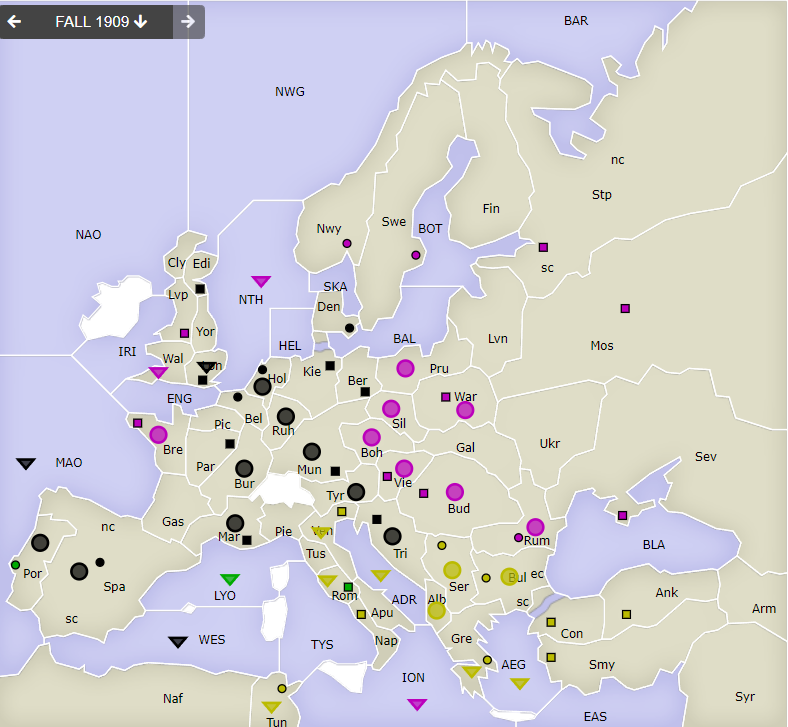 ← FALL 1909 ↓ →
BAR
NWG
nc
Stp
Fin
Swe
Nwy
BOT
NAO
Cly Edi
sc
SKA
NTH
Lvp
Den
Mos
Yor
Lvn
HEL
BAL
IRI
Wal
Lon
Kie
Pru
Hol
Ber
War
ENG
Bel
Pic
Sil
Ruh
Ukr
Bre
Gal
Boh
Sev
MAO
Par
Mun
Vie
Bur
Tyr
Bud
Gas
nc
Mar
Pie
Ven
Rum
BLA
Tus
Tri
Por
Spa
Ser
Bul ec
LYO
Rom
ADR
Alb
sc
Ank
Arm
Apu
sc
Con
WES
TYS
Nap
Gre
AEG
Smy
ION
Naf
Syr
Tun
EAS